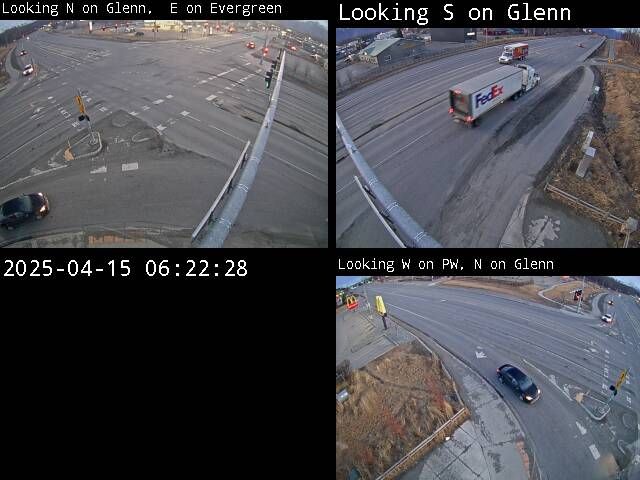 Looking N on Glenn,  E on Evergreen
Looking S on Glenn
FedEx
2025-04-15 06:22:28
Looking W on PW, N on Glenn